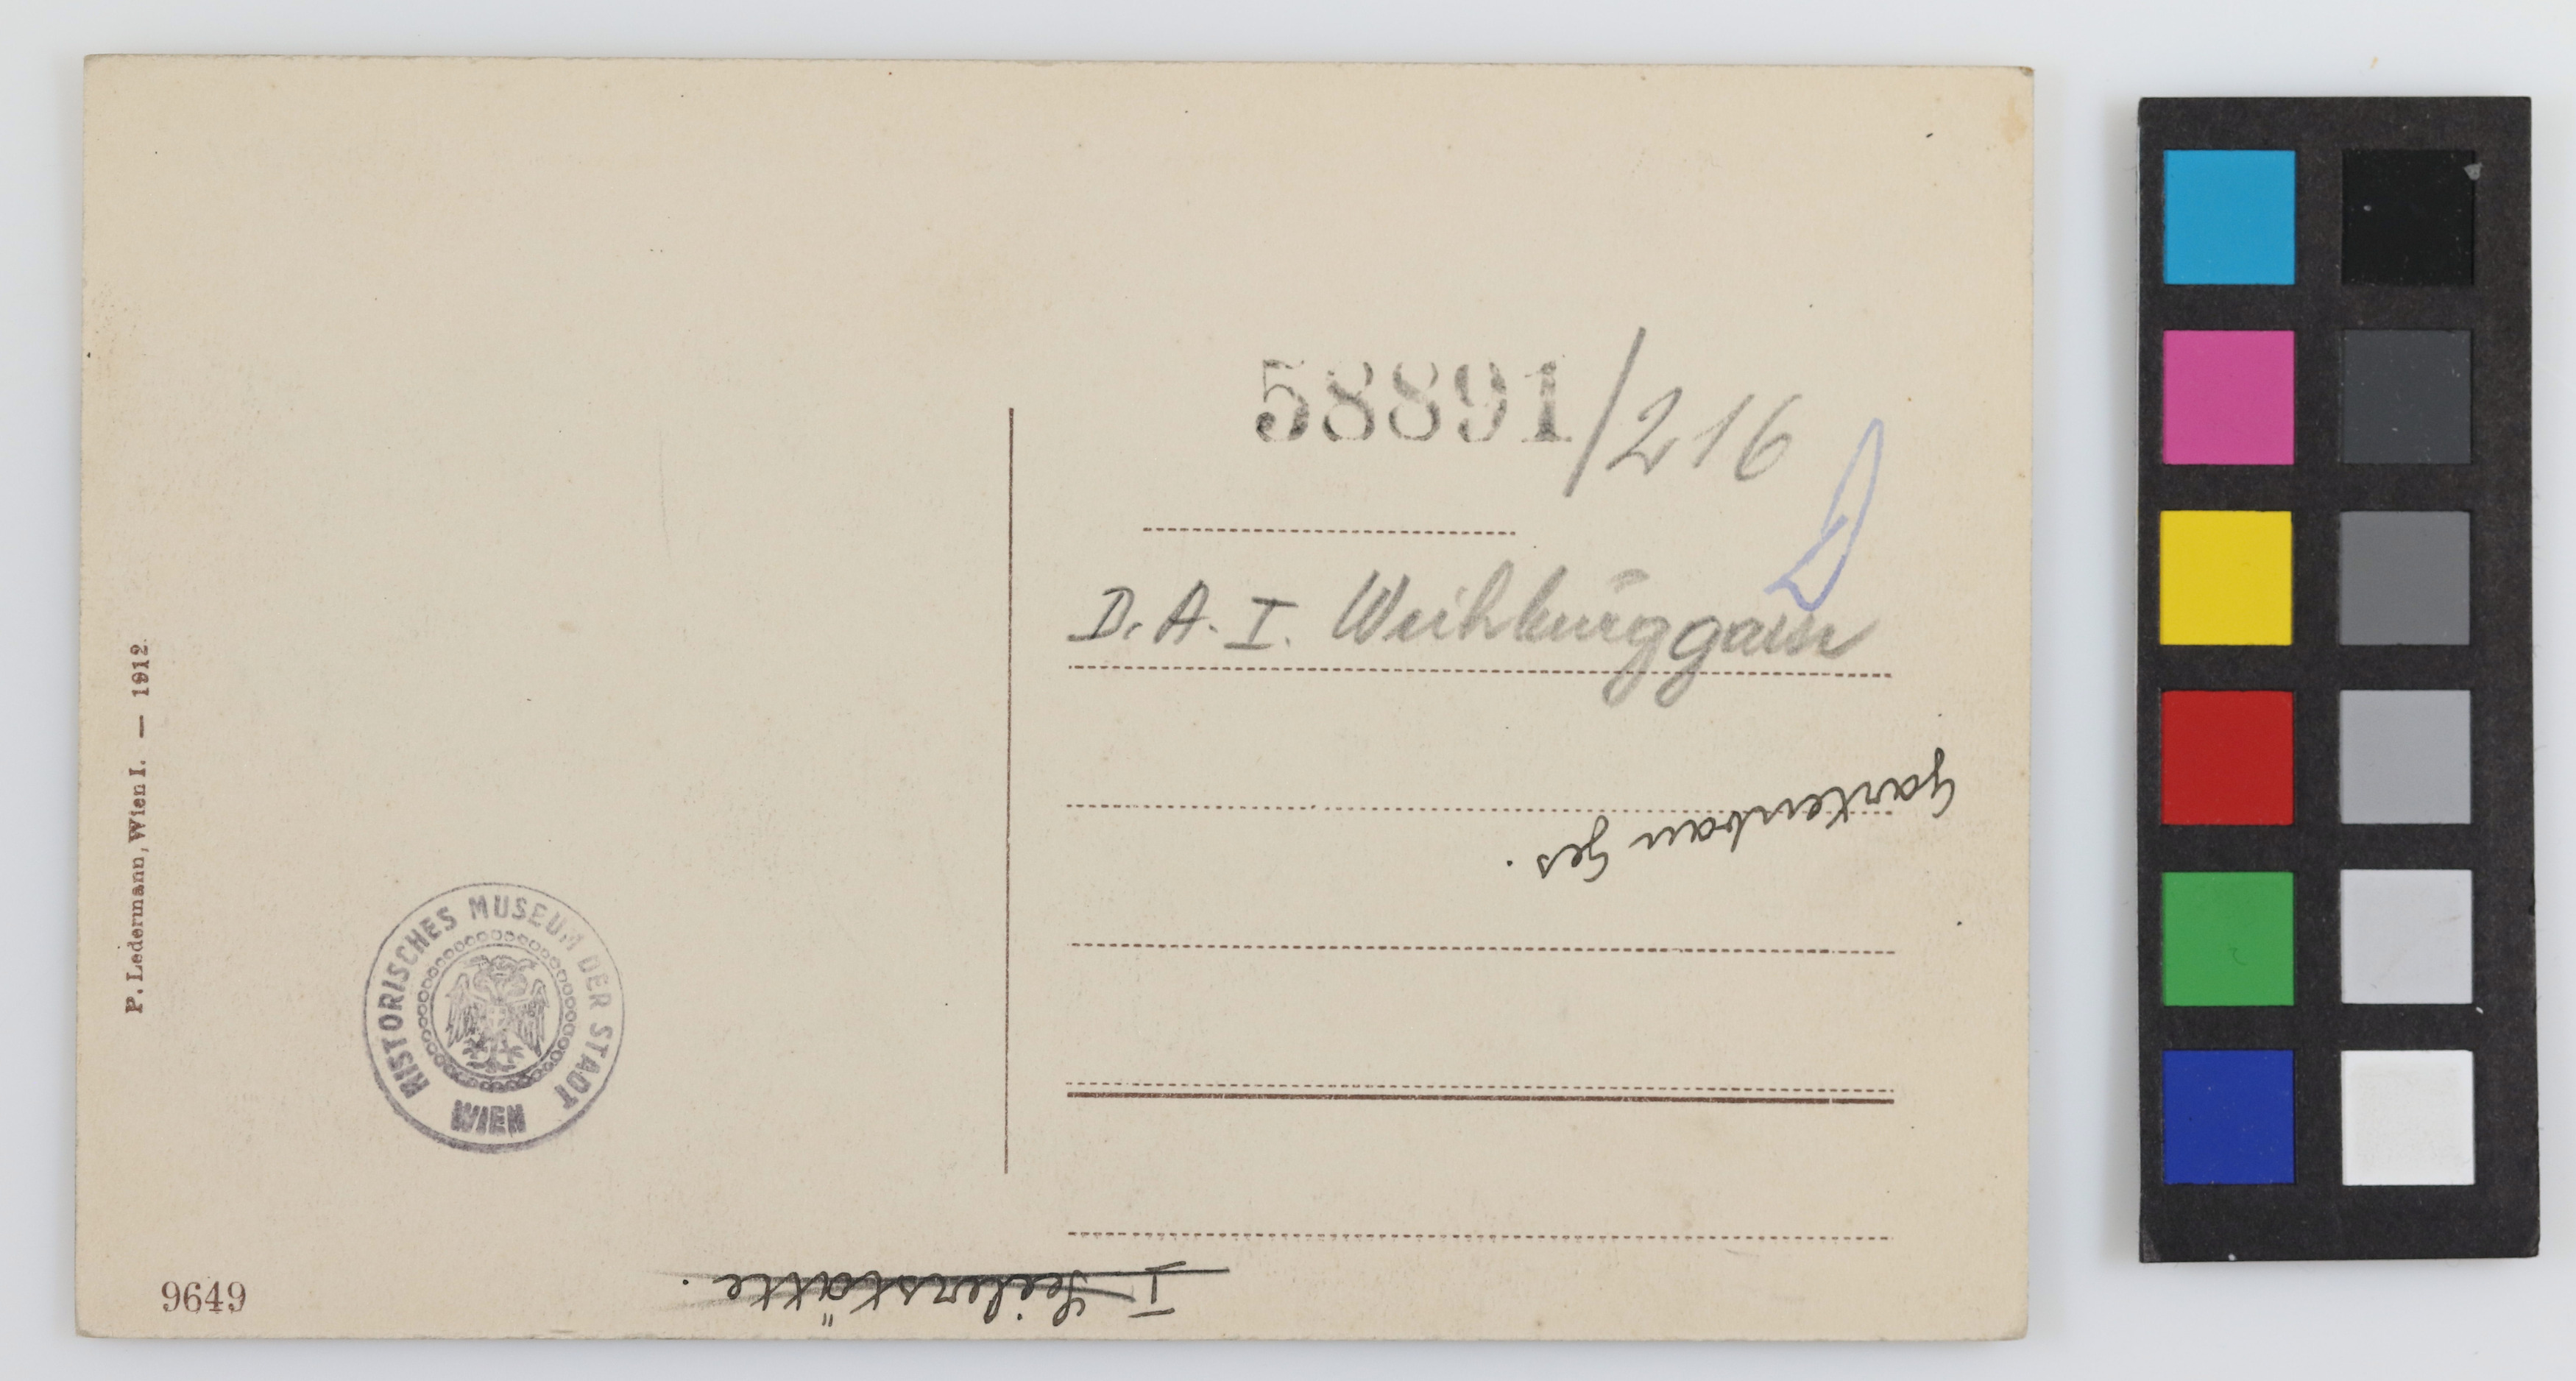 58891/216
D. A. I. Weihburggasse
Gartenbau Ges.
P. Ledermann, Wien I. — 1912.
HISTORISCHES MUSEUM DER STADT
WIEN
9649
I Seilerstätte.